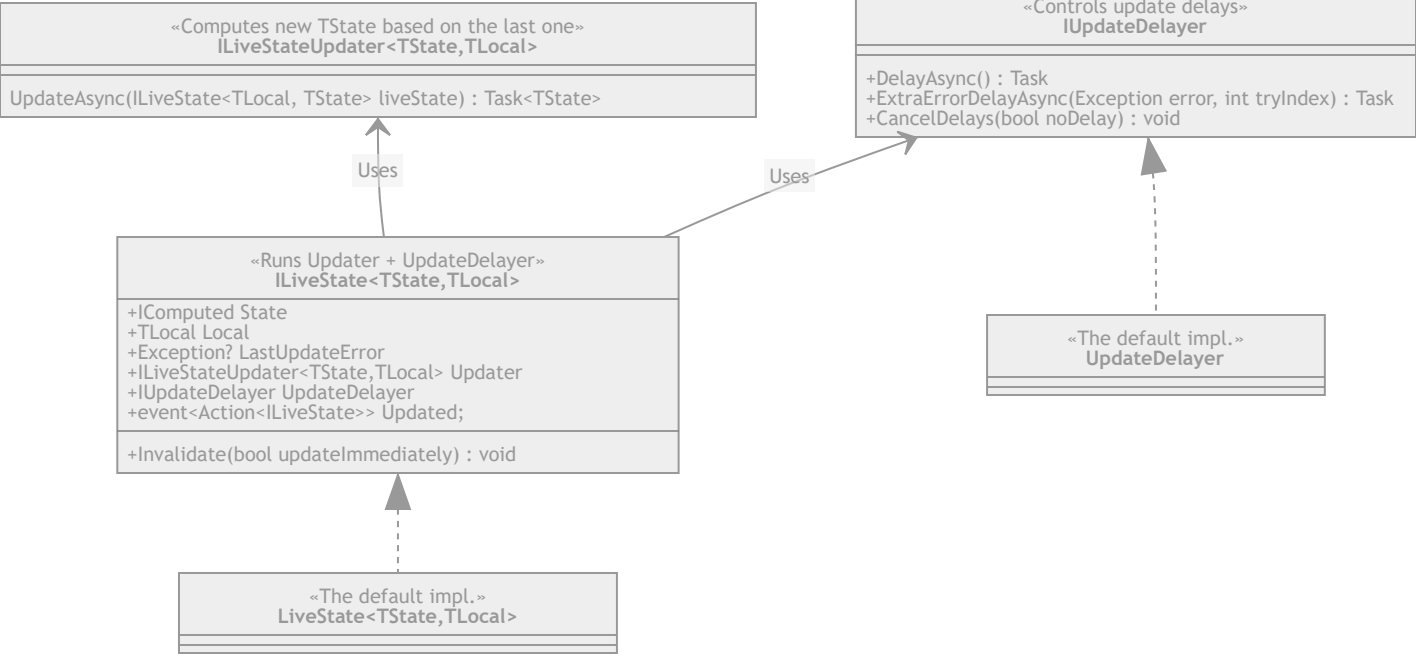 «Computes new TState based on the last one»
ILiveStateUpdater<TState,TLocal>
UpdateAsync(ILiveState<TLocal, TState> liveState) : Task<TState>
«Controls update delays»
IUpdateDelayer
+DelayAsync() : Task
+ExtraErrorDelayAsync(Exception error, int tryIndex) : Task
+CancelDelays(bool noDelay) : void
Uses
Uses
«Runs Updater + UpdateDelayer»
ILiveState<TState,TLocal>
+IComputed State
+TLocal Local
+Exception? LastUpdateError
+ILiveStateUpdater<TState,TLocal> Updater
+IUpdateDelayer UpdateDelayer
+event<Action<ILiveState>> Updated;
+Invalidate(bool updateImmediately) : void
«The default impl.»
UpdateDelayer
«The default impl.»
LiveState<TState,TLocal>